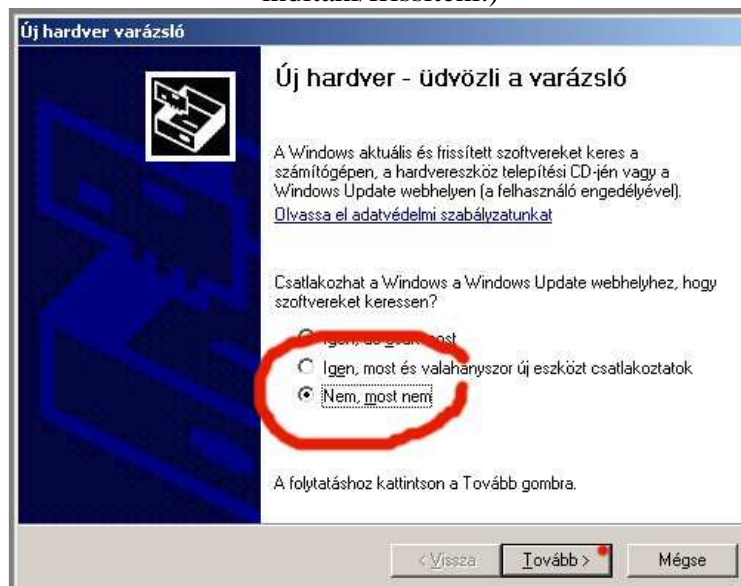 Új hardver varázsló
Új hardver - üdvözli a varázsló
A Windows aktuális és frissített szoftvereket keres a
számítógépen, a hardvereszköz telepítési CD-jén vagy a
Windows Update webhelyen (a felhasználó engedélyével).
Olvassa el adatvédelmi szabályzatunkat
Csatlakozhat a Windows a Windows Update webhelyhez, hogy
szoftvereket keressen?
Igen, most és valahányszor új eszközt csatlakoztatok
Nem, most nem
A folytatáshoz kattintson a Tovább gombra.
< Vissza
Tovább >
Mégse